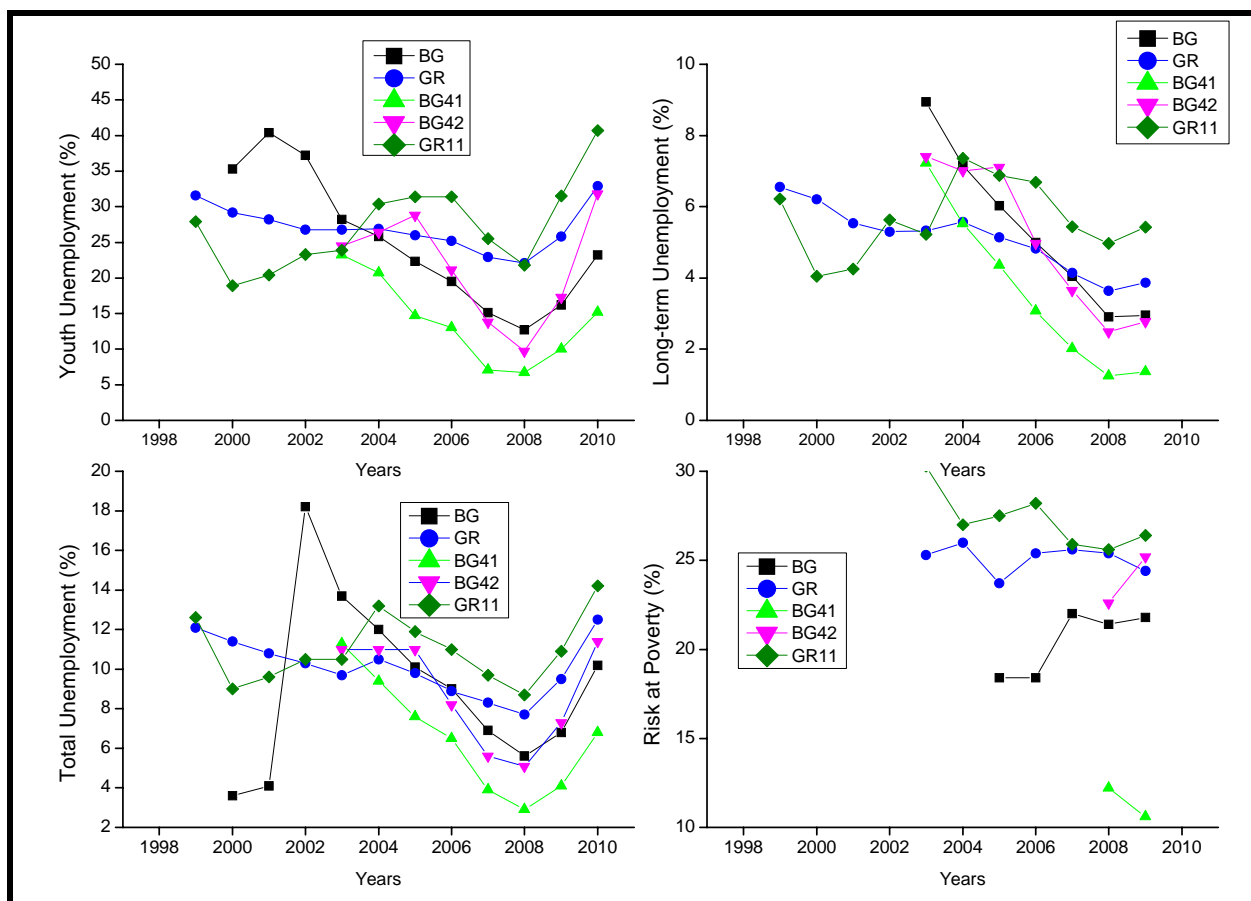 BG
GR
BG41
BG42
GR11
50
45
40
35
30
25
20
15
10
5
0
Youth Unemployment (%)
1998 2000 2002 2004 2006 2008 2010
Years
BG
GR
BG41
BG42
GR11
10
8
6
4
2
0
Long-term Unemployment (%)
1998 2000 2002 2004 2006 2008 2010
Years
BG
GR
BG41
BG42
GR11
20
18
16
14
12
10
8
6
4
2
Total Unemployment (%)
1998 2000 2002 2004 2006 2008 2010
Years
BG
GR
BG41
BG42
GR11
30
25
20
15
10
Risk at Poverty (%)
1998 2000 2002 2004 2006 2008 2010
Years